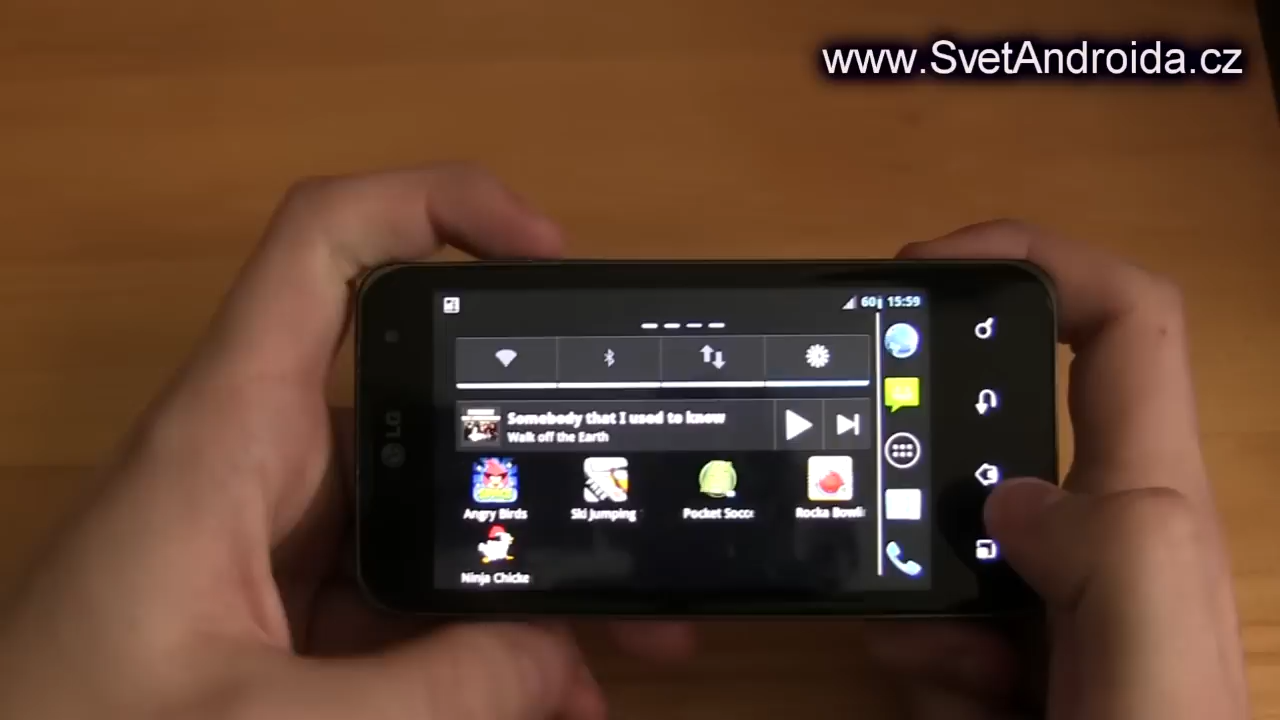 www.SvetAndroida.cz
60 15:59
Somebody that I used to know
Walk off the Earth
Angry Birds
Ski Jumping
Pocket Socc
Rocka Bowli
Ninja Chicke
LG